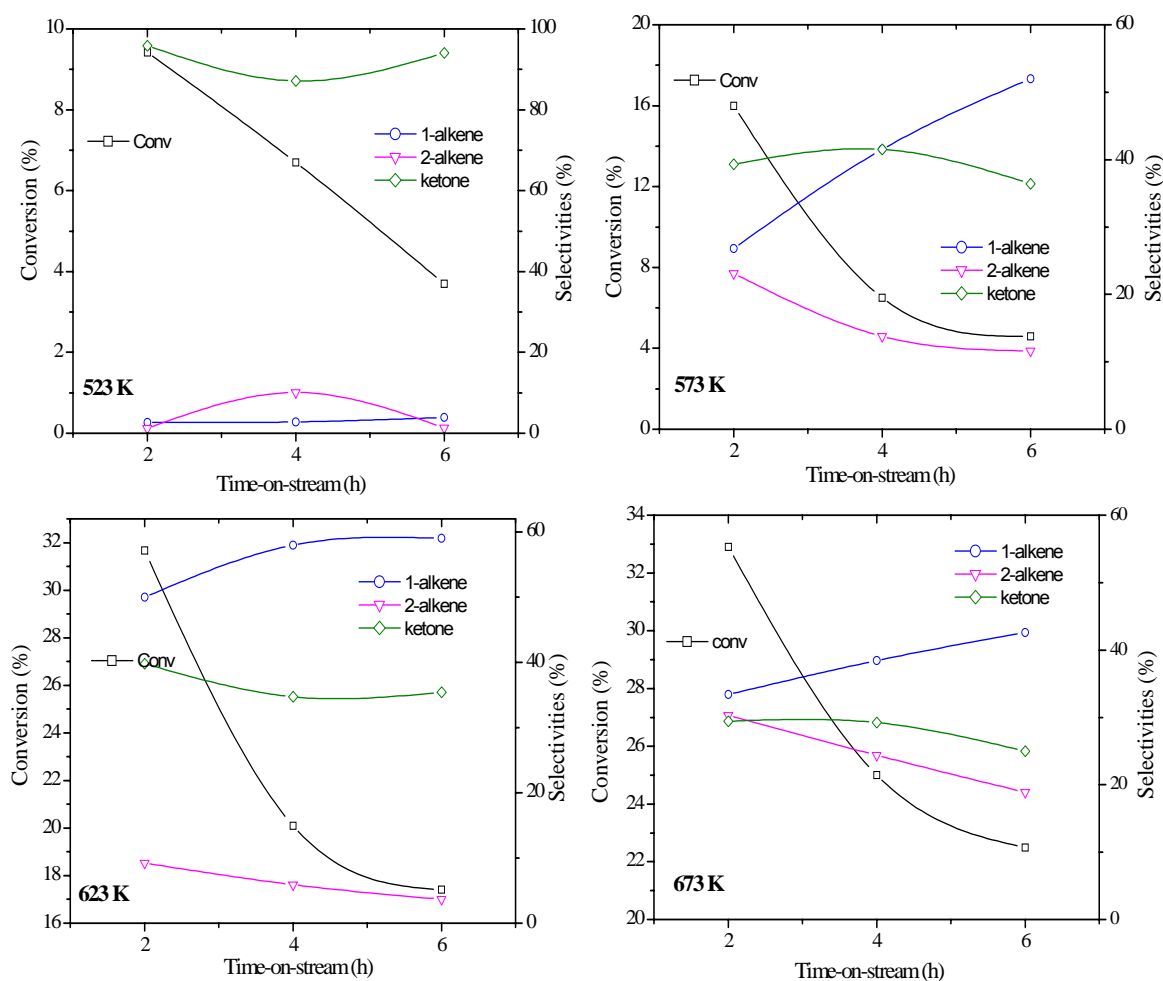 10
8
6
4
2
0
Conversion (%)
100
80
60
40
20
0
Selectivities (%)
Conv
1-alkene
2-alkene
ketone
523 K
2 4 6
Time-on-stream (h)
20
16
12
8
4
0
Conversion (%)
60
40
20
0
Selectivities (%)
Conv
1-alkene
2-alkene
ketone
573 K
2 4 6
Time-on-stream (h)
32
30
28
26
24
22
20
18
16
Conversion (%)
60
40
20
0
Selectivities (%)
1-alkene
2-alkene
ketone
Conv
623 K
2 4 6
Time-on-stream (h)
34
32
30
28
26
24
22
20
Conversion (%)
60
40
20
0
Selectivities (%)
1-alkene
2-alkene
ketone
conv
673 K
2 4 6
Time-on-stream (h)